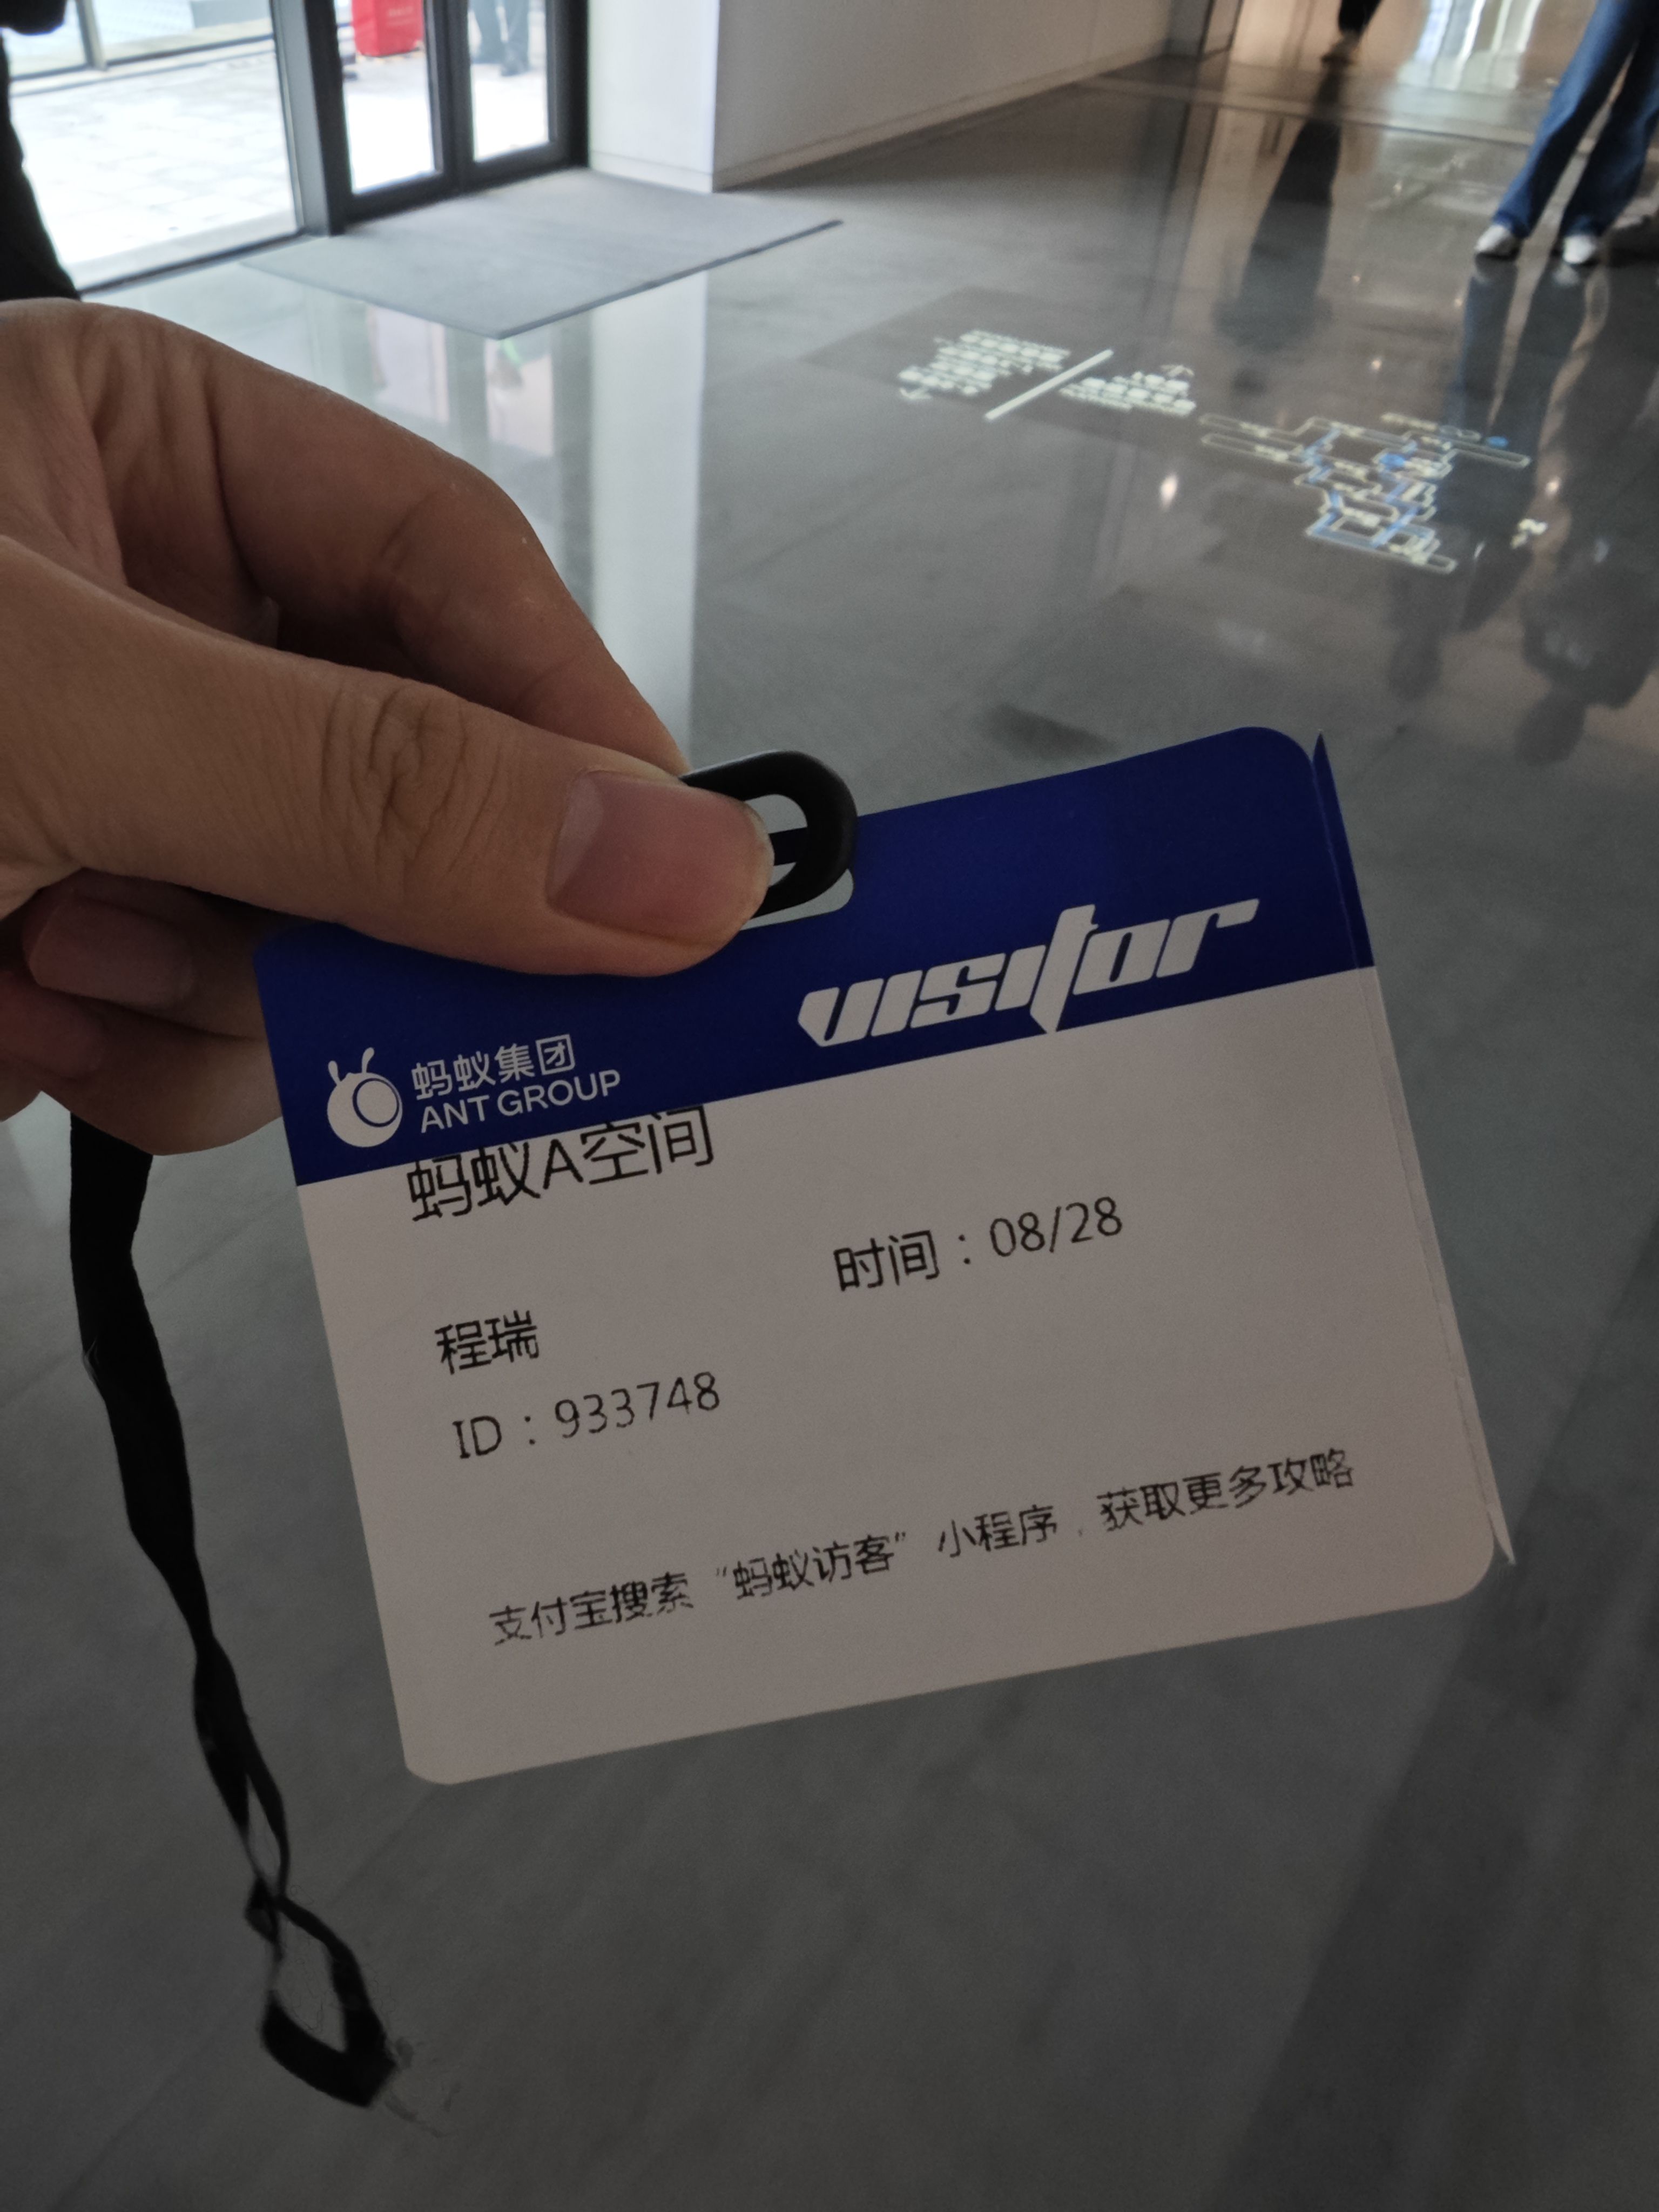 visitor
蚂蚁集团
ANT GROUP
蚂蚁A空间
时间：08/28
程瑞
ID：933748
支付宝搜索“蚂蚁访客”小程序，获取更多攻略